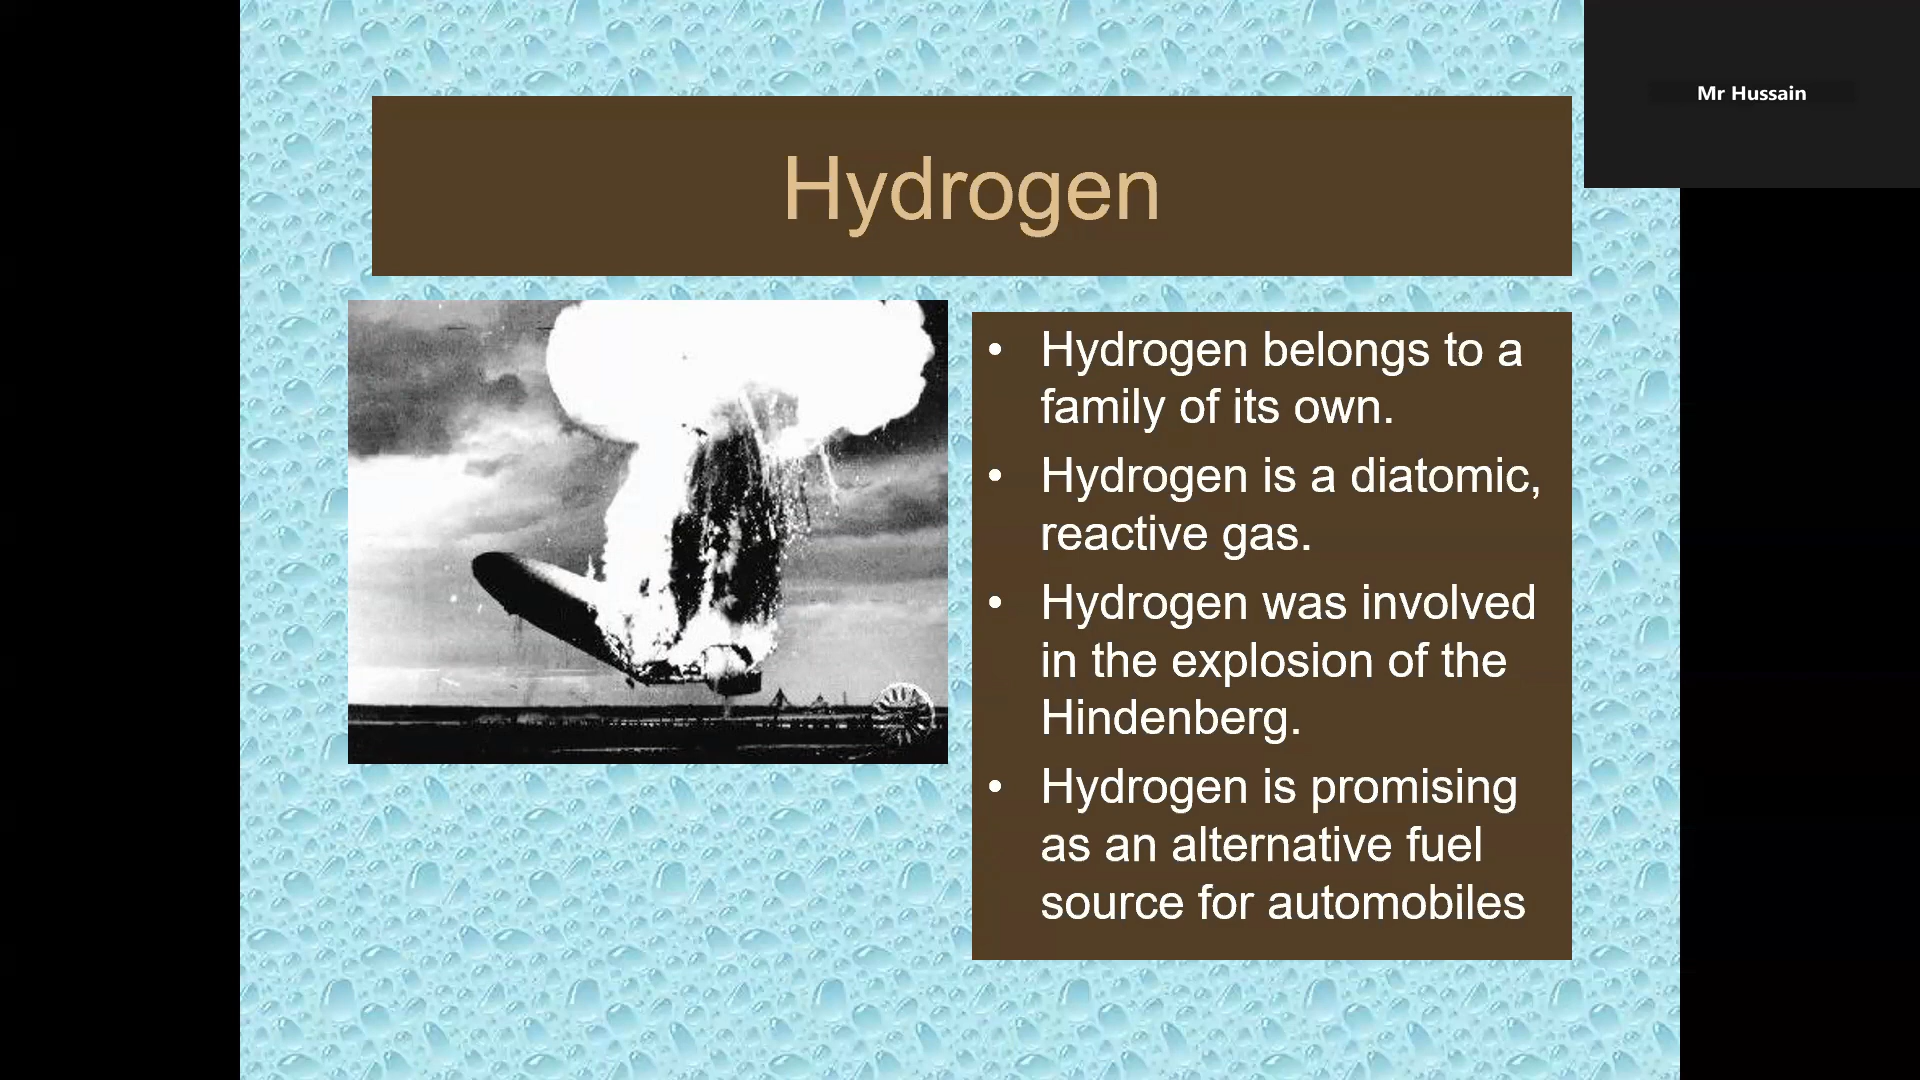 Mr Hussain
Hydrogen
• Hydrogen belongs to a
family of its own.
• Hydrogen is a diatomic,
reactive gas.
• Hydrogen was involved
in the explosion of the
Hindenberg.
• Hydrogen is promising
as an alternative fuel
source for automobiles